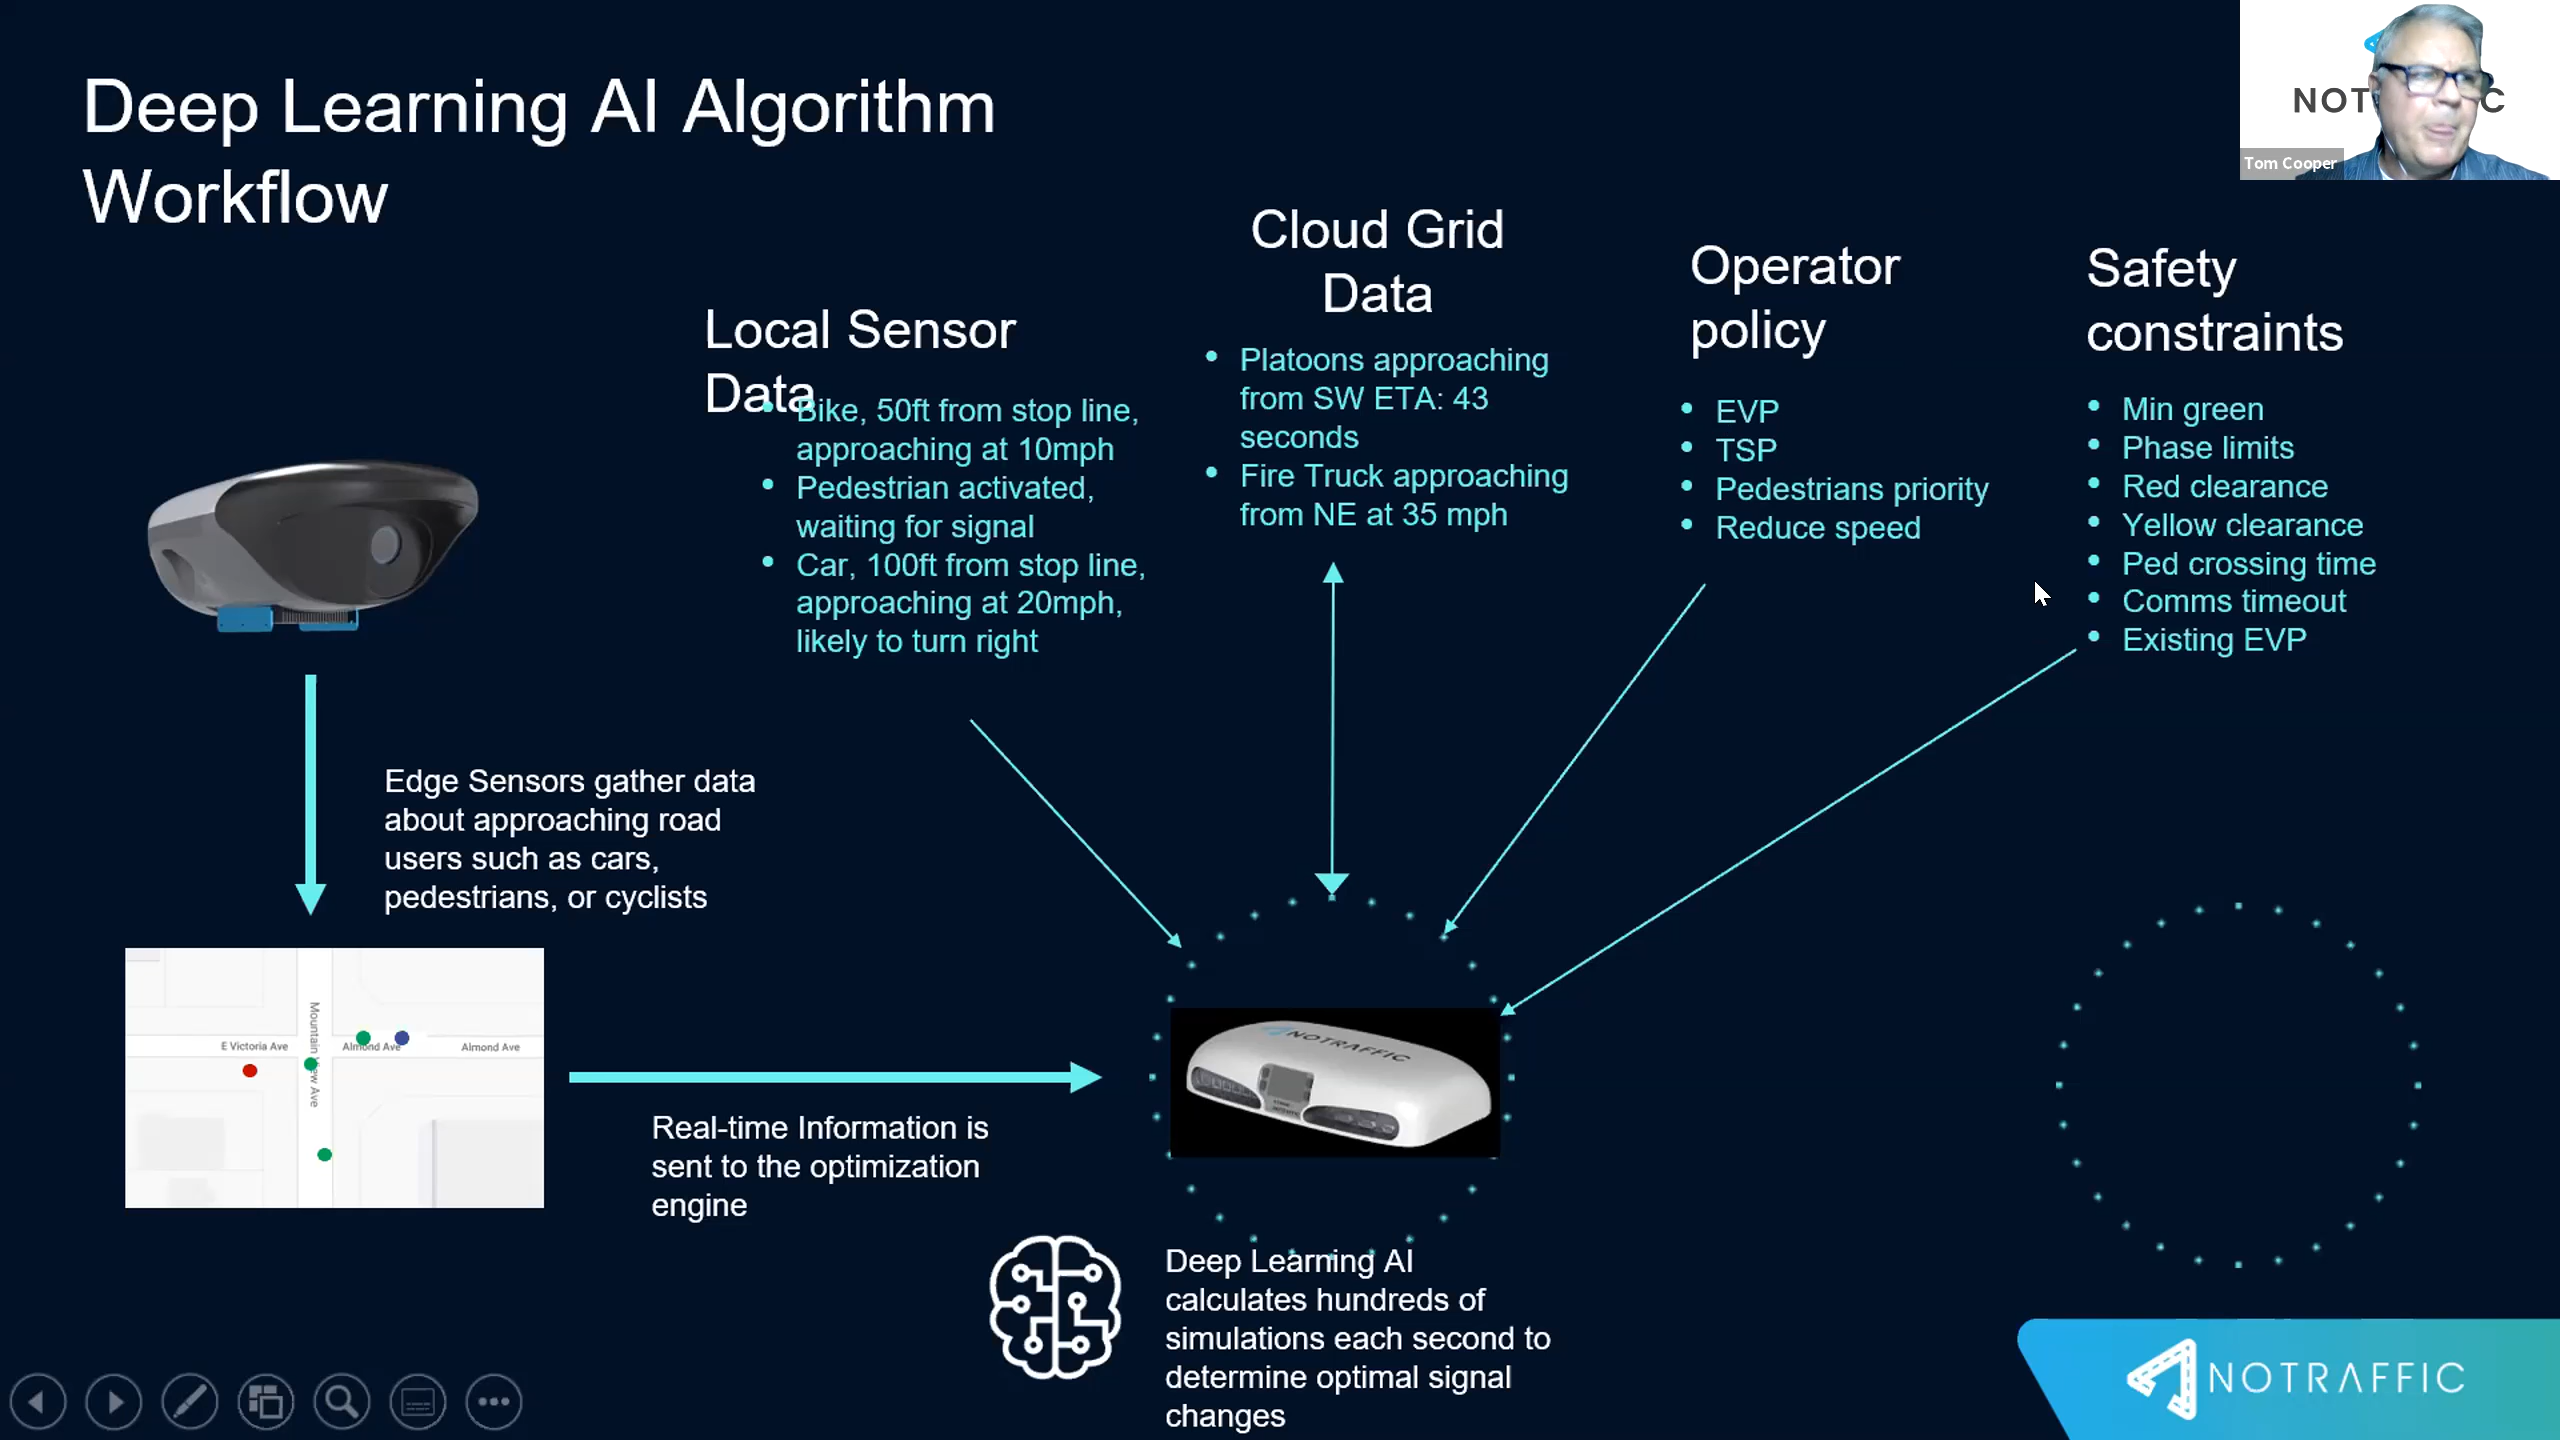 Deep Learning AI Algorithm
Workflow
NOT
C
Tom Cooper
Local Sensor
Data
Bike, 50ft from stop line,
approaching at 10mph
Pedestrian activated,
waiting for signal
Car, 100ft from stop line,
approaching at 20mph,
likely to turn right
Cloud Grid
Data
Platoons approaching
from SW ETA: 43
seconds
Fire Truck approaching
from NE at 35 mph
Operator
policy
EVP
TSP
Pedestrians priority
Reduce speed
Safety
constraints
Min green
Phase limits
Red clearance
Yellow clearance
Ped crossing time
Comms timeout
Existing EVP
Edge Sensors gather data
about approaching road
users such as cars,
pedestrians, or cyclists
E Victoria Ave
Mountain View Ave
Almond Ave
Almond Ave
Real-time Information is
sent to the optimization
engine
NOTRAFFIC
Deep Learning AI
calculates hundreds of
simulations each second to
determine optimal signal
changes
NOTRAFFIC